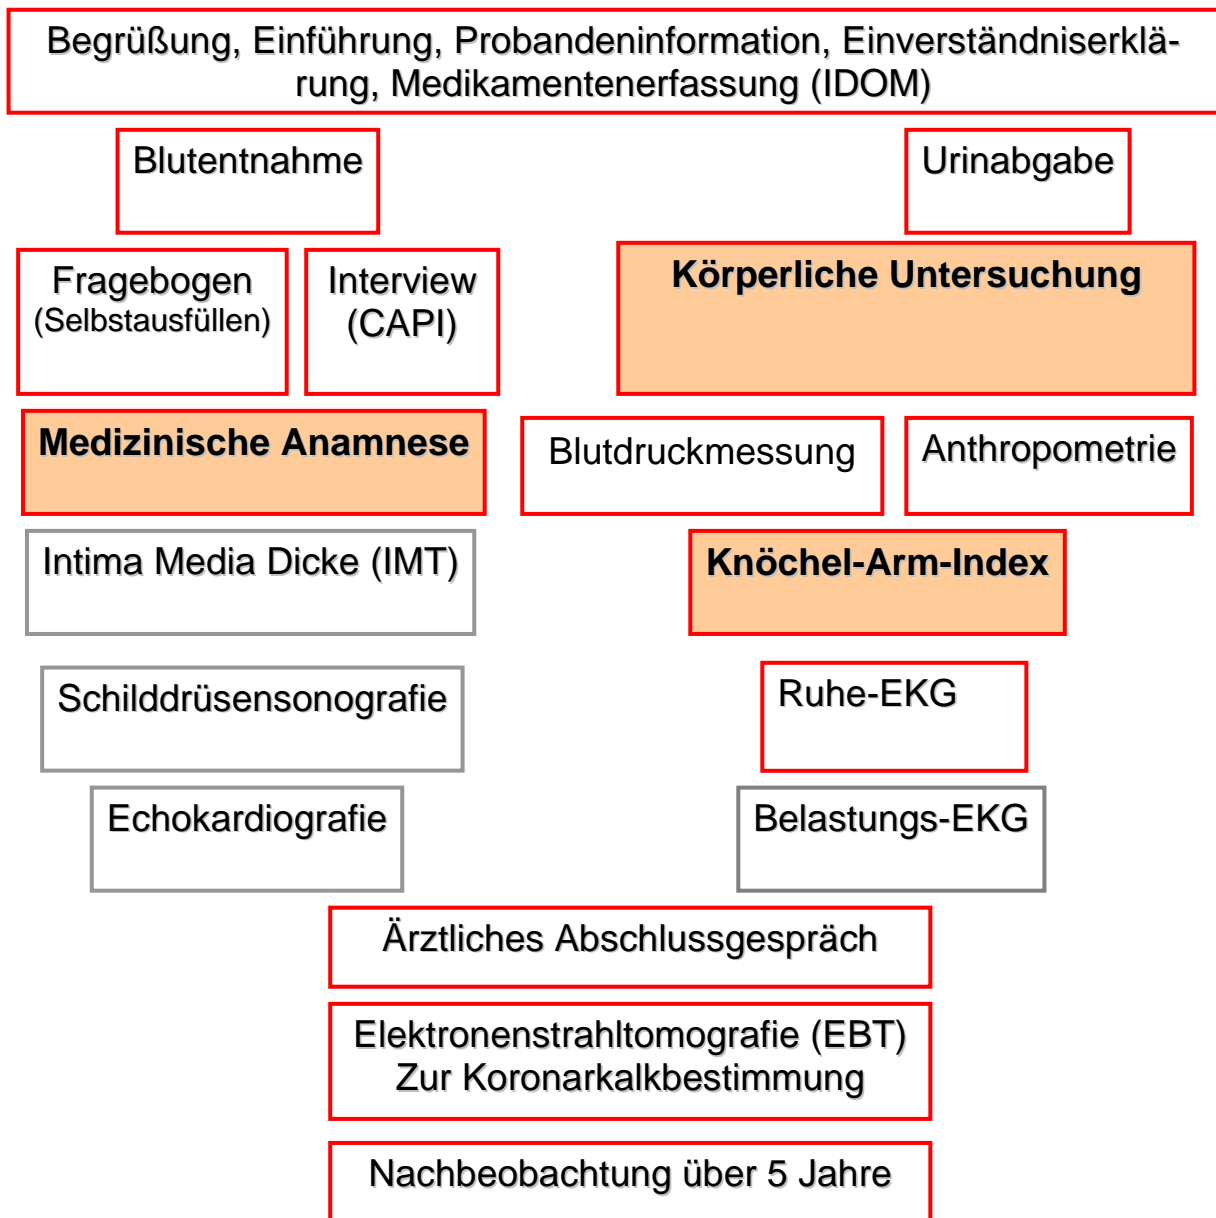 Begrüßung, Einführung, Probandeninformation, Einverständniserklä-
rung, Medikamentenerfassung (IDOM)
Blutentnahme
Urinabgabe
Fragebogen
(Selbstausfüllen)
Interview
(CAPI)
Körperliche Untersuchung
Medizinische Anamnese
Blutdruckmessung
Anthropometrie
Intima Media Dicke (IMT)
Knöchel-Arm-Index
Schilddrüsensonografie
Ruhe-EKG
Echokardiografie
Belastungs-EKG
Ärztliches Abschlussgespräch
Elektronenstrahltomografie (EBT)
Zur Koronarkalkbestimmung
Nachbeobachtung über 5 Jahre